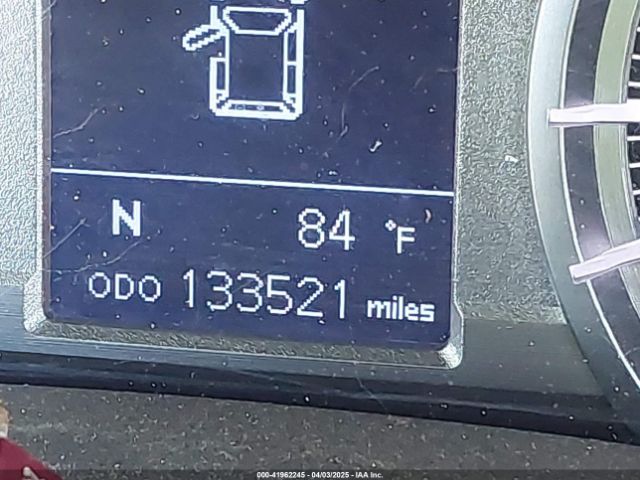 N 84 °F
ODO 133521 miles
000-41962245 - 04/03/2025 - IAA Inc.